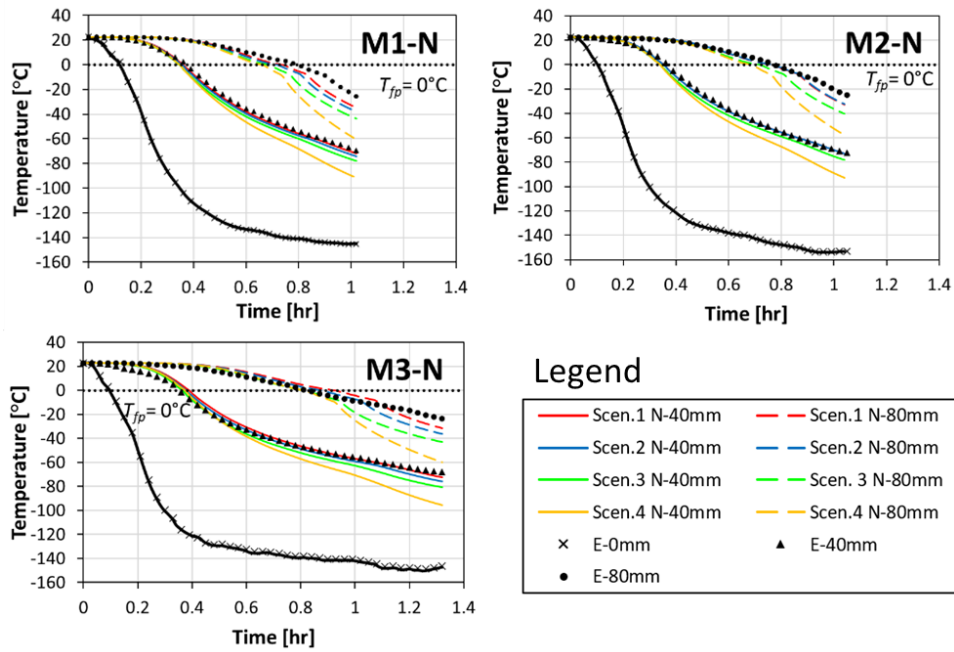 M1-N
Temperature [°C]
40
20
0
-20
-40
-60
-80
-100
-120
-140
-160
T_fp= 0°C
0 0.2 0.4 0.6 0.8 1 1.2 1.4
Time [hr]
M2-N
Temperature [°C]
40
20
0
-20
-40
-60
-80
-100
-120
-140
-160
T_fp= 0°C
0 0.2 0.4 0.6 0.8 1 1.2 1.4
Time [hr]
M3-N
Temperature [°C]
40
20
0
-20
-40
-60
-80
-100
-120
-140
-160
T_fp= 0°C
0 0.2 0.4 0.6 0.8 1 1.2 1.4
Time [hr]
Legend
Scen.1 N-40mm Scen.1 N-80mm
Scen.2 N-40mm Scen.2 N-80mm
Scen.3 N-40mm Scen. 3 N-80mm
Scen.4 N-40mm Scen.4 N-80mm
E-0mm E-40mm
E-80mm